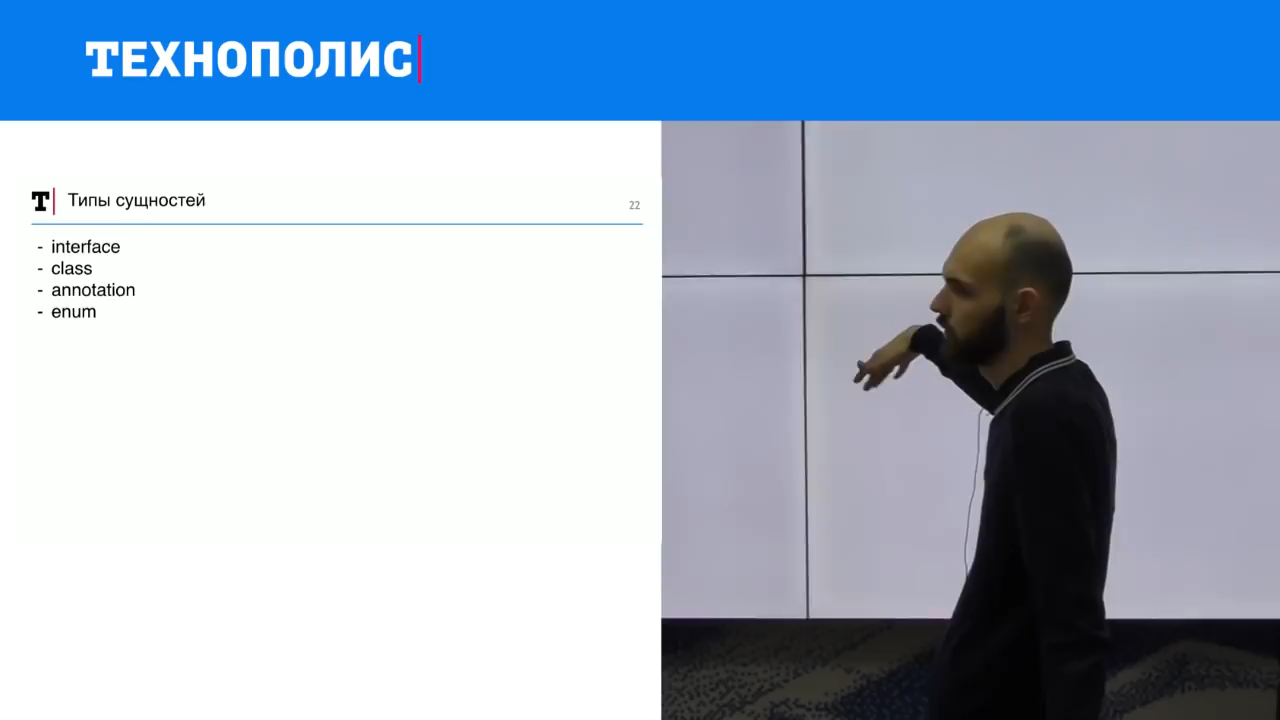 ТЕХНОПОЛИС
Т Типы сущностей 22
- interface
- class
- annotation
- enum